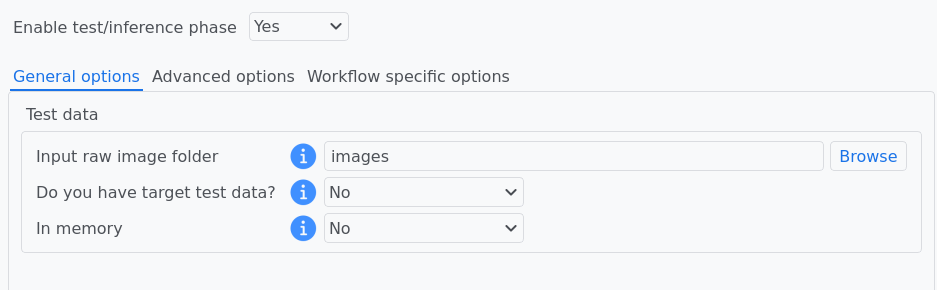 Enable test/inference phase Yes
General options Advanced options Workflow specific options
Test data
Input raw image folder i images Browse
Do you have target test data? i No
In memory i No